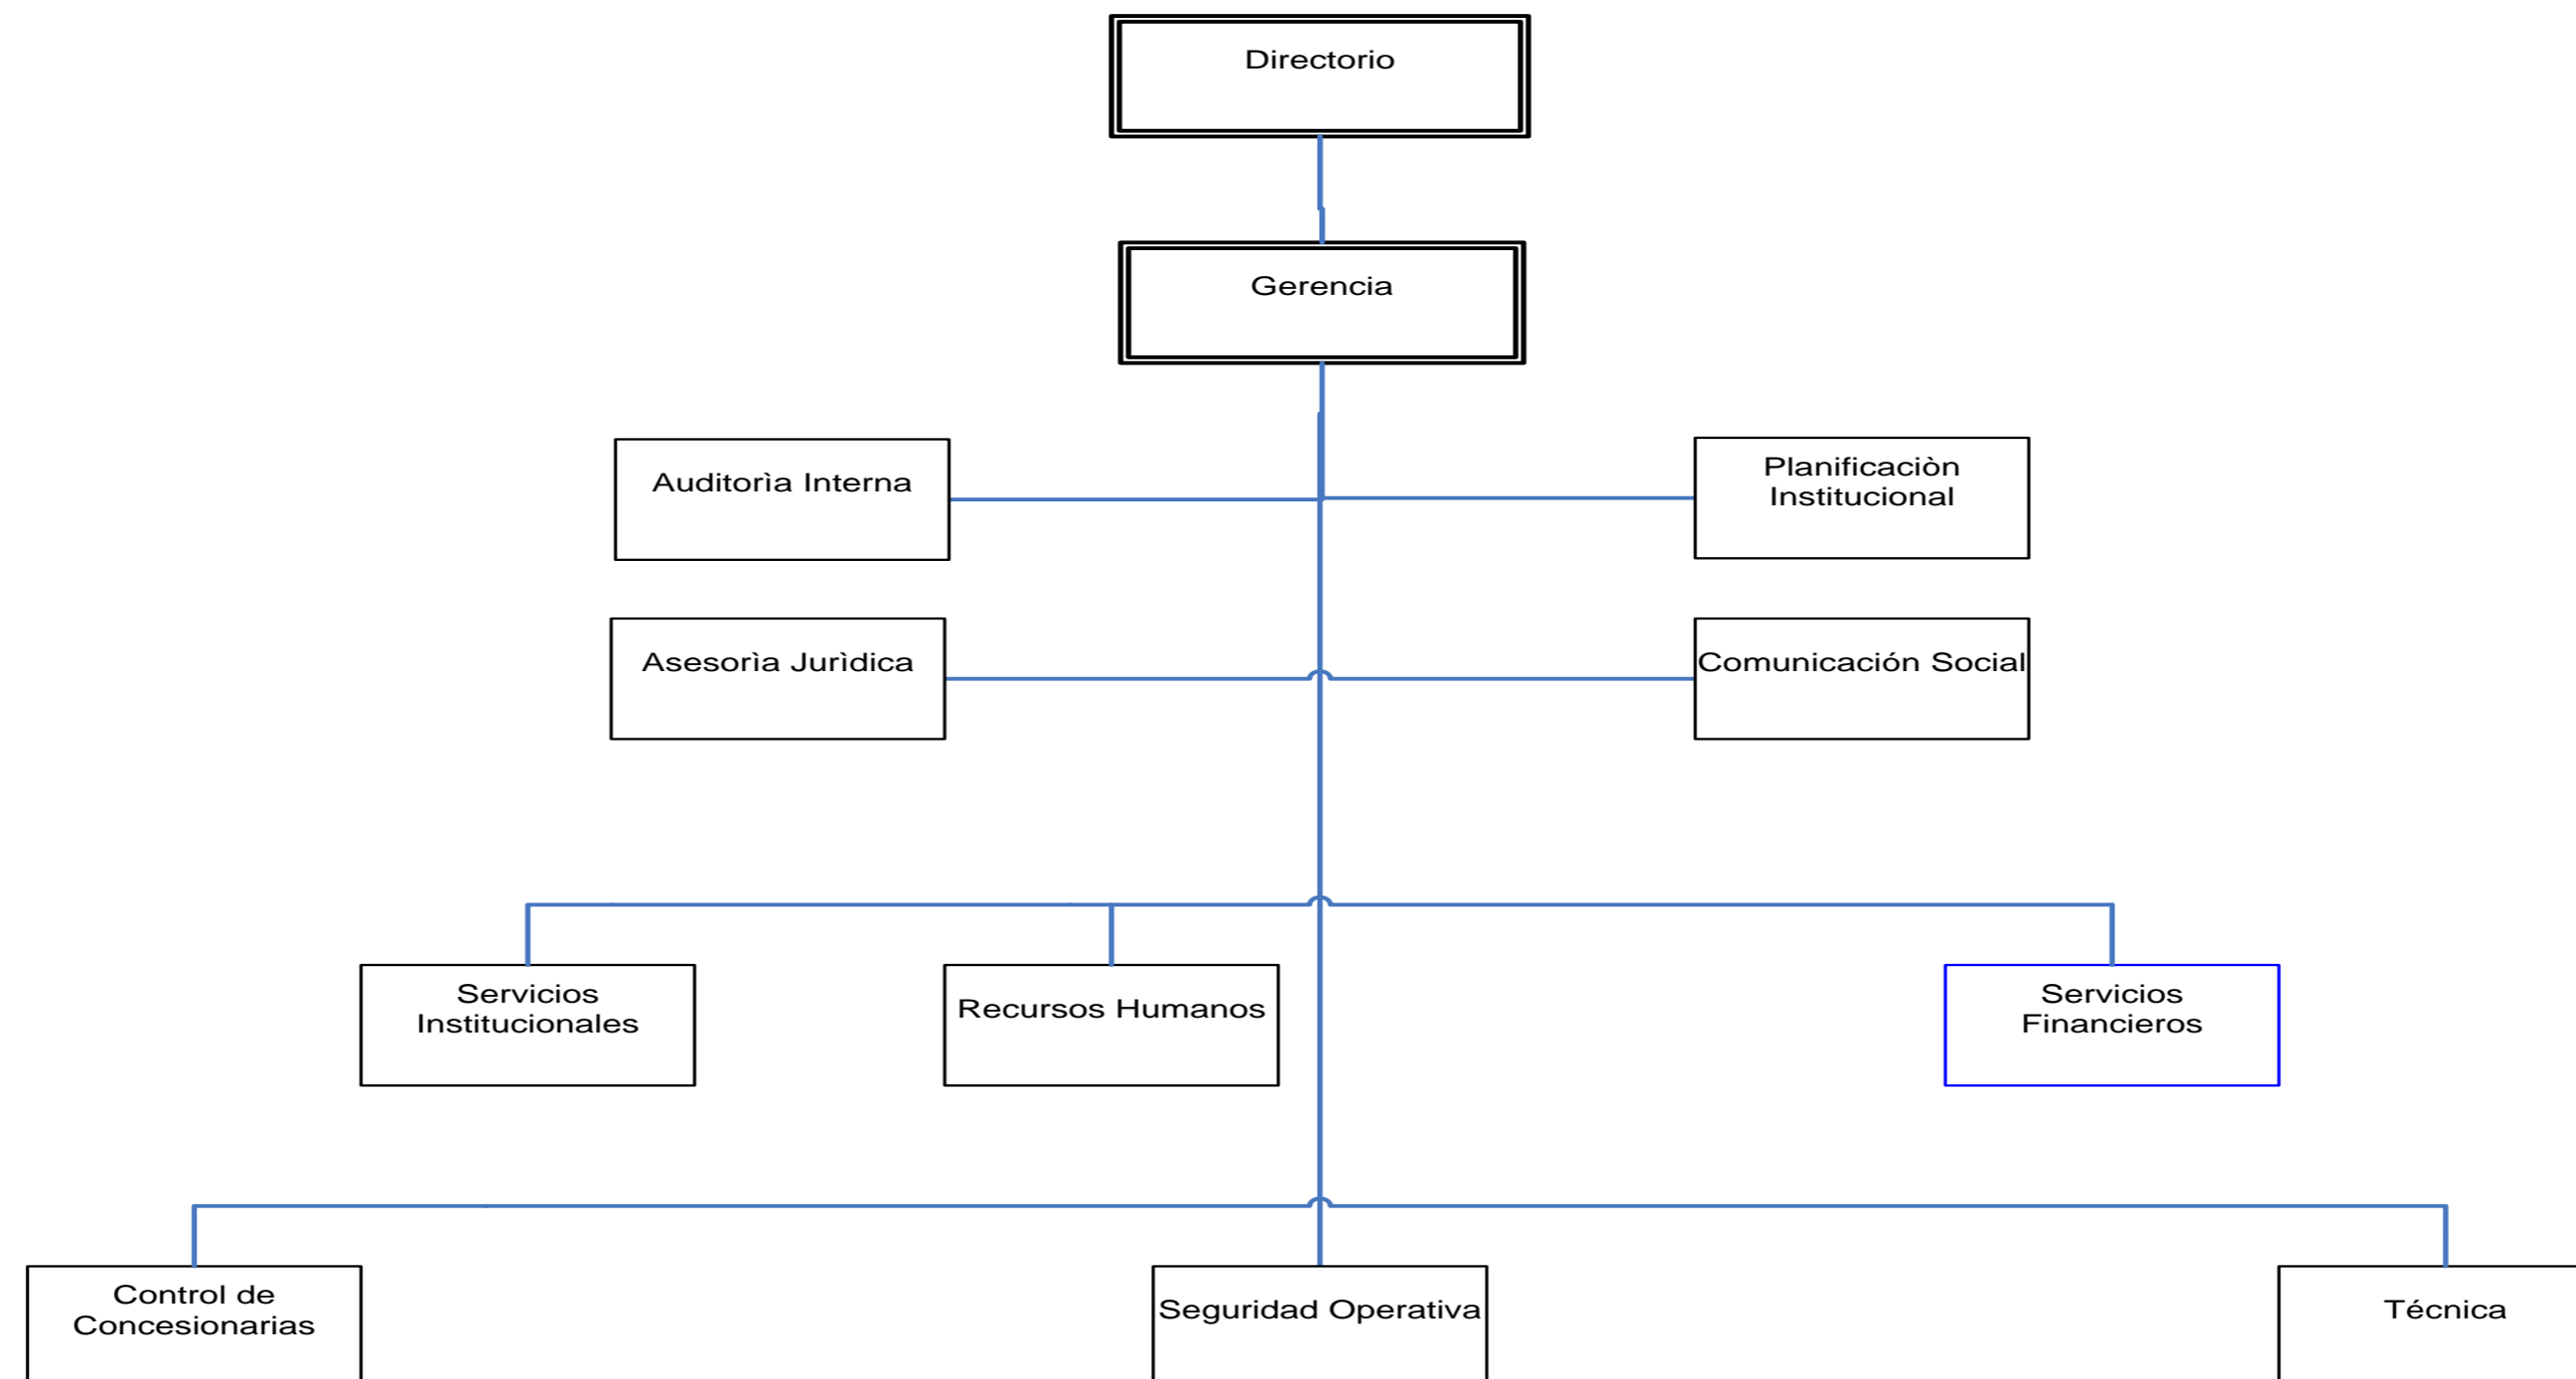 Directorio
Gerencia
Auditorìa Interna
Planificaciòn
Institucional
Asesorìa Jurìdica
Comunicación Social
Servicios
Institucionales
Recursos Humanos
Servicios
Financieros
Control de
Concesionarias
Seguridad Operativa
Técnica